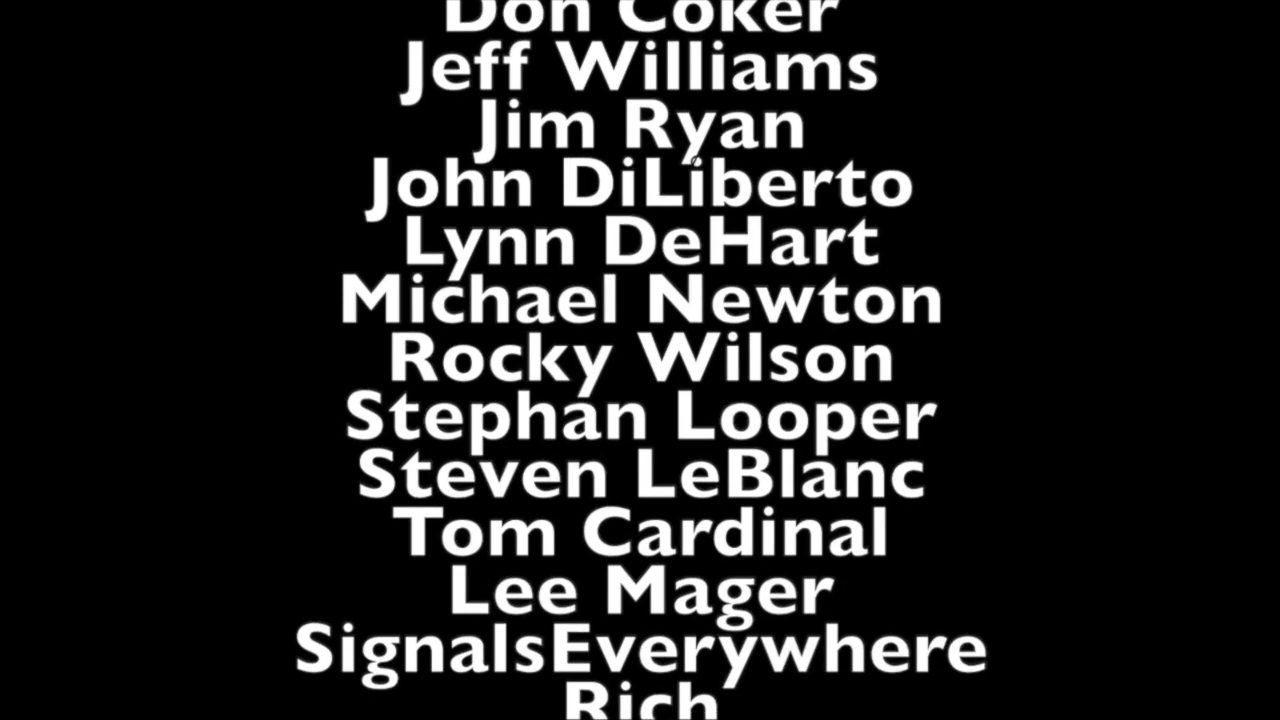 Don Coker
Jeff Williams
Jim Ryan
John DiLiberto
Lynn DeHart
Michael Newton
Rocky Wilson
Stephan Looper
Steven LeBlanc
Tom Cardinal
Lee Mager
SignalsEverywhere
Rich